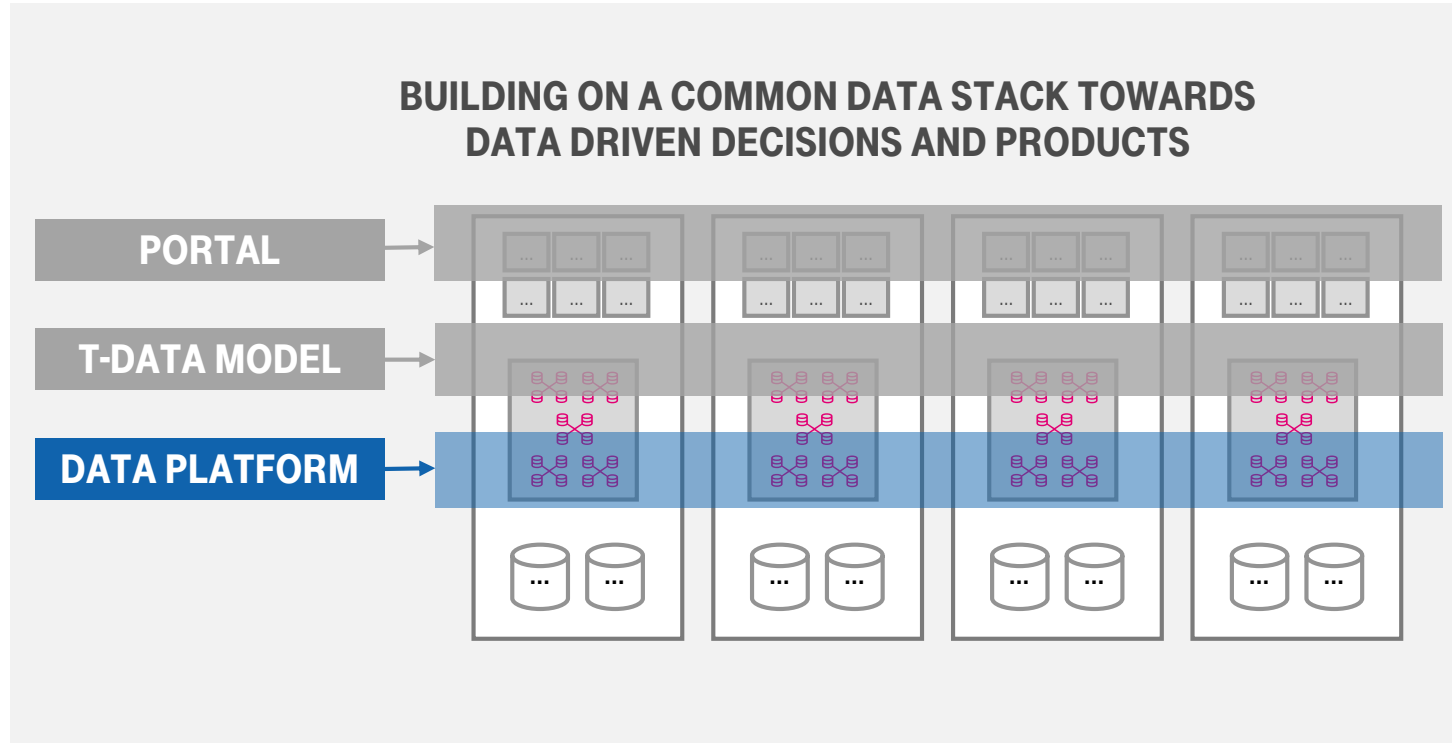 BUILDING ON A COMMON DATA STACK TOWARDS
DATA DRIVEN DECISIONS AND PRODUCTS
PORTAL
... ... ... ... ... ... ... ... ... ... ... ...
... ... ... ... ... ... ... ... ... ... ... ...
T-DATA MODEL
DATA PLATFORM
... ... ... ... ... ... ... ...